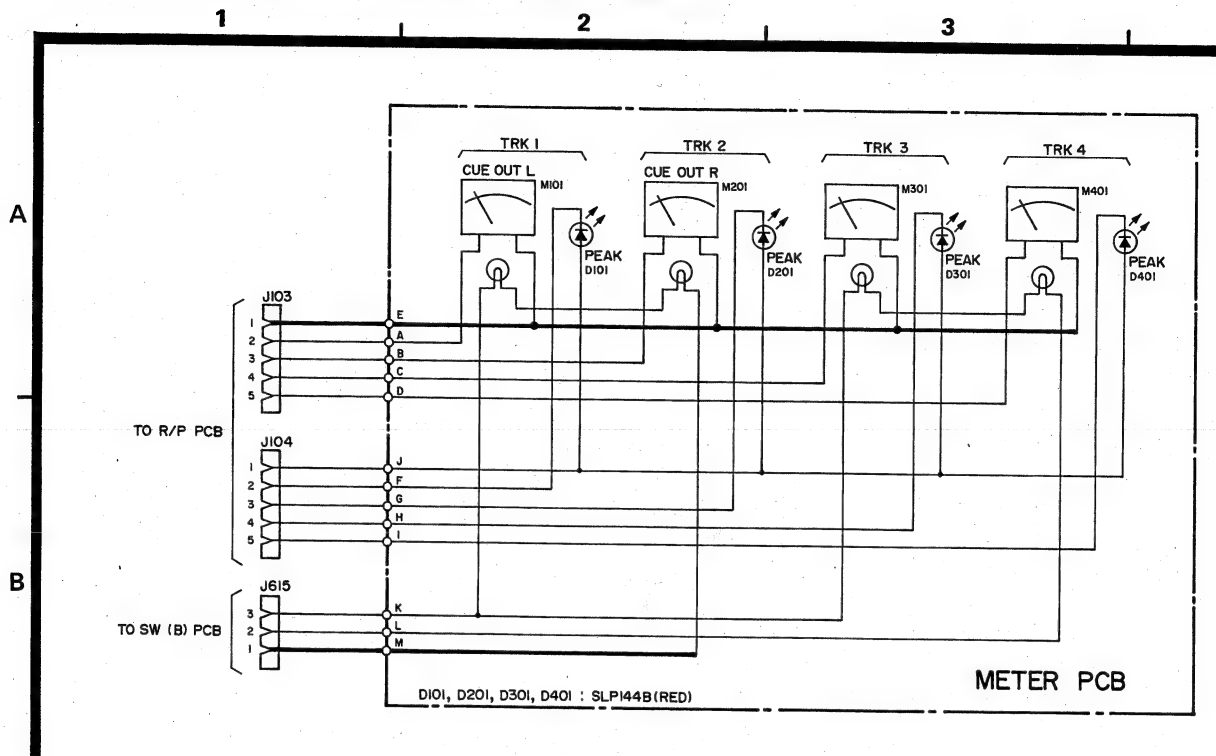 1 2 3
A
B
TRK 1 TRK 2 TRK 3 TRK 4
CUE OUT L CUE OUT R
M101 M201 M301 M401
PEAK D101
PEAK D201
PEAK D301
PEAK D401
J103
1 E
2 A
3 B
4 C
5 D
TO R/P PCB
J104
1 J
2 F
3 G
4 H
5 I
J615
3 K
2 L
1 M
TO SW (B) PCB
D101, D201, D301, D401 : SLP144B(RED)
METER PCB